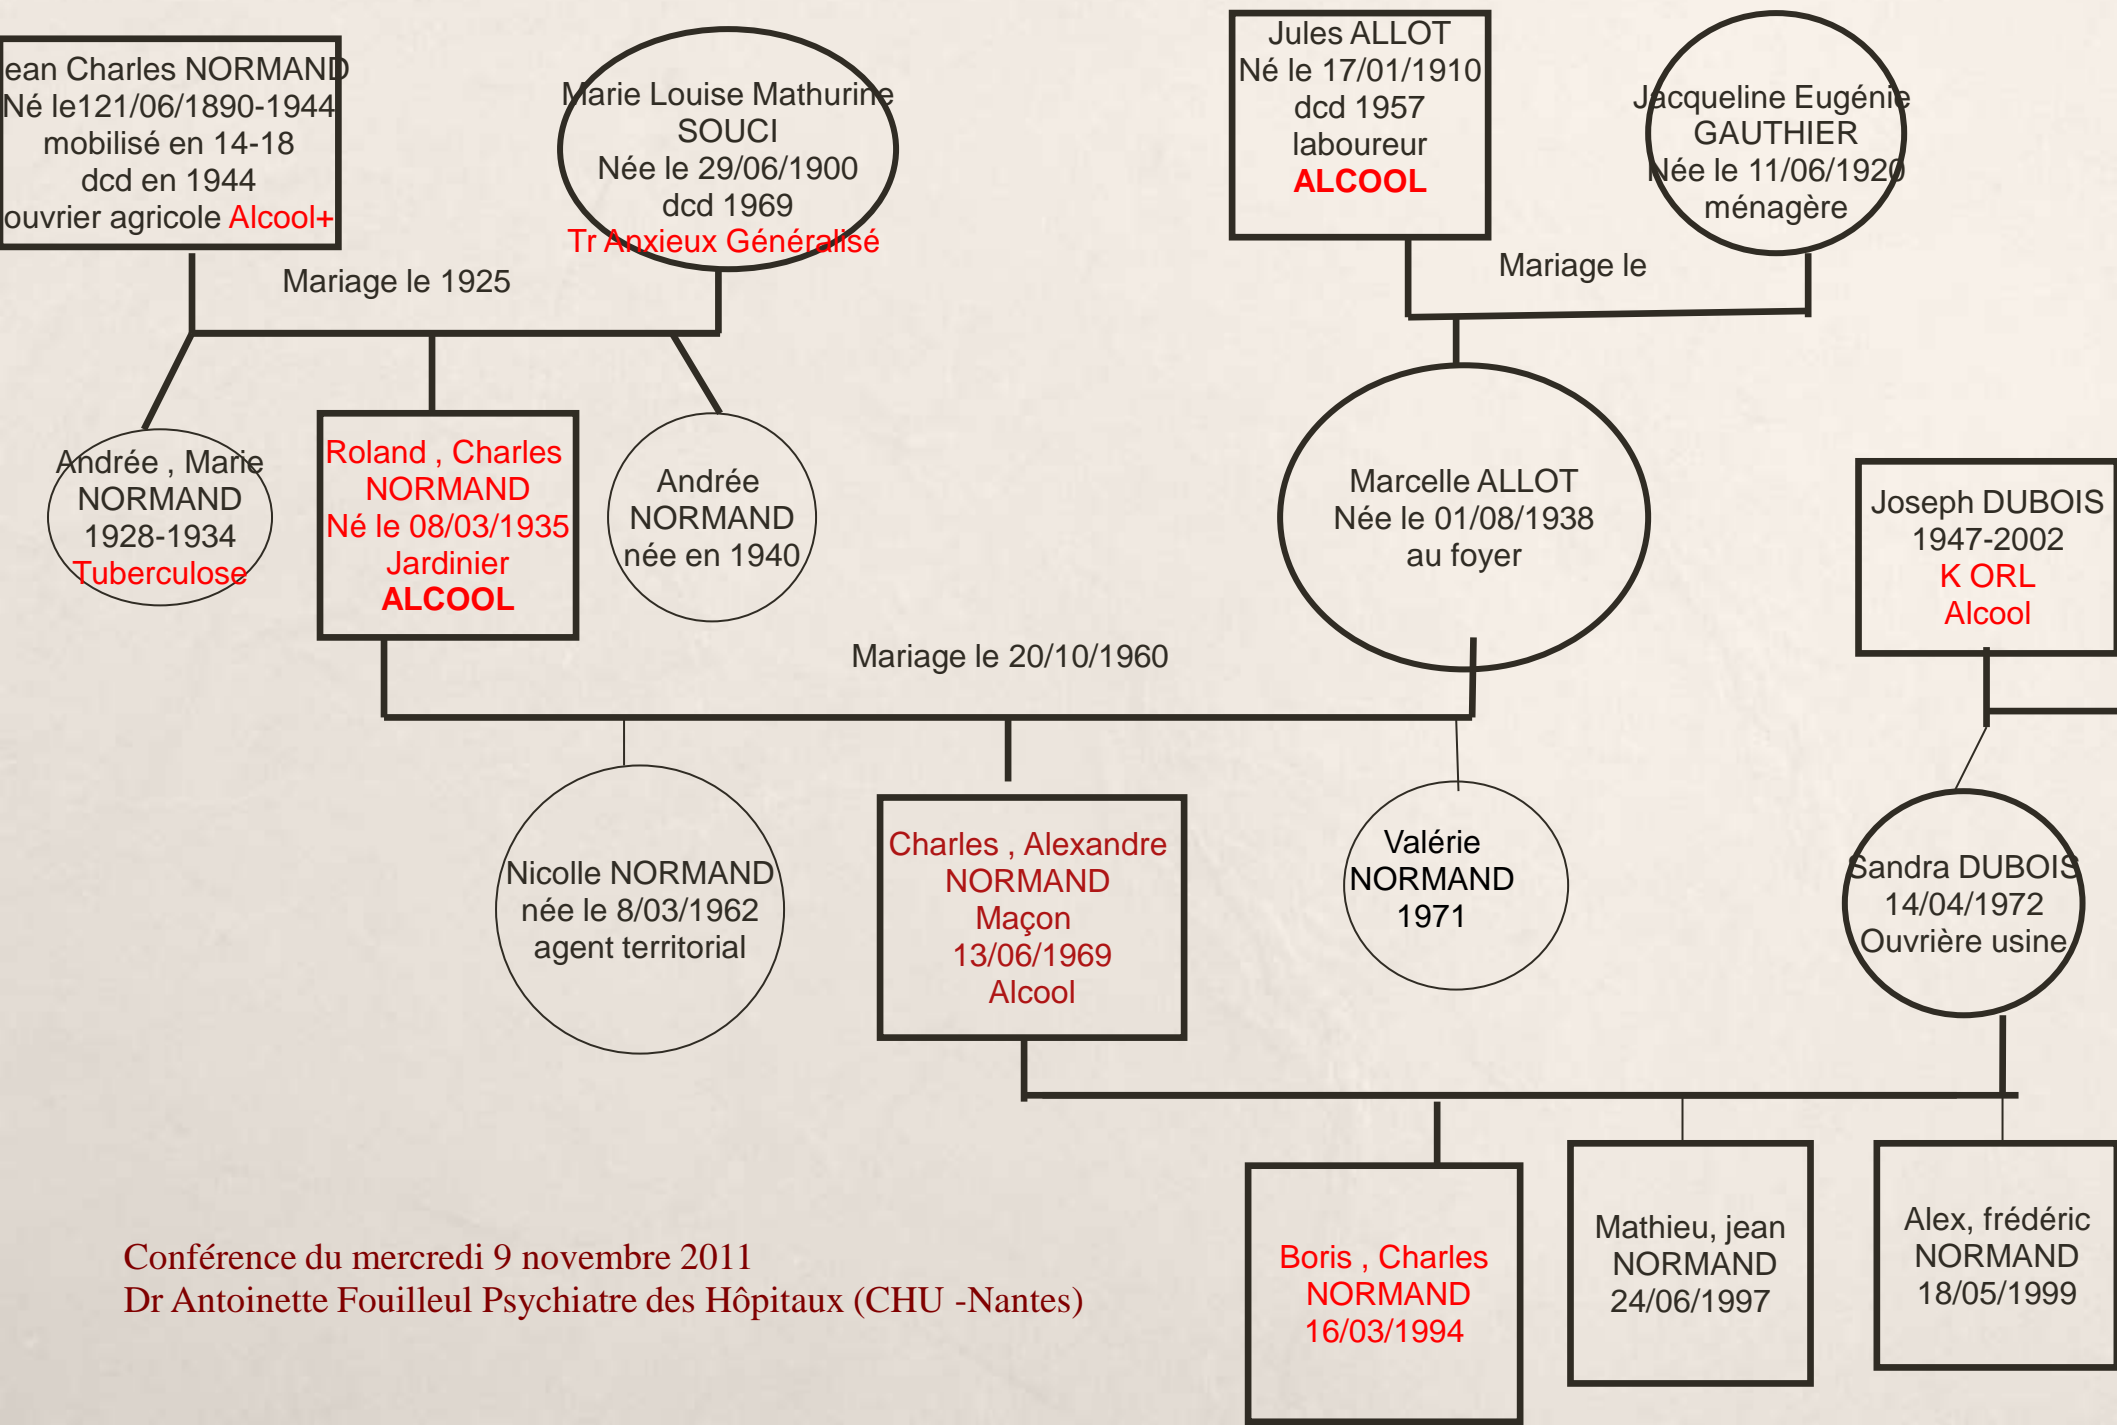 ean Charles NORMAND
Né le121/06/1890-1944
mobilisé en 14-18
dcd en 1944
ouvrier agricole Alcool+
Marie Louise Mathurine
SOUCI
Née le 29/06/1900
dcd 1969
Tr Anxieux Généralisé
Jules ALLOT
Né le 17/01/1910
dcd 1957
laboureur
ALCOOL
Jacqueline Eugénie
GAUTHIER
Née le 11/06/1920
ménagère
Mariage le 1925
Mariage le
Andrée , Marie
NORMAND
1928-1934
Tuberculose
Roland , Charles
NORMAND
Né le 08/03/1935
Jardinier
ALCOOL
Andrée
NORMAND
née en 1940
Marcelle ALLOT
Née le 01/08/1938
au foyer
Joseph DUBOIS
1947-2002
K ORL
Alcool
Mariage le 20/10/1960
Nicolle NORMAND
née le 8/03/1962
agent territorial
Charles , Alexandre
NORMAND
Maçon
13/06/1969
Alcool
Valérie
NORMAND
1971
Sandra DUBOIS
14/04/1972
Ouvrière usine
Boris , Charles
NORMAND
16/03/1994
Mathieu, jean
NORMAND
24/06/1997
Alex, frédéric
NORMAND
18/05/1999
Conférence du mercredi 9 novembre 2011
Dr Antoinette Fouilleul Psychiatre des Hôpitaux (CHU -Nantes)